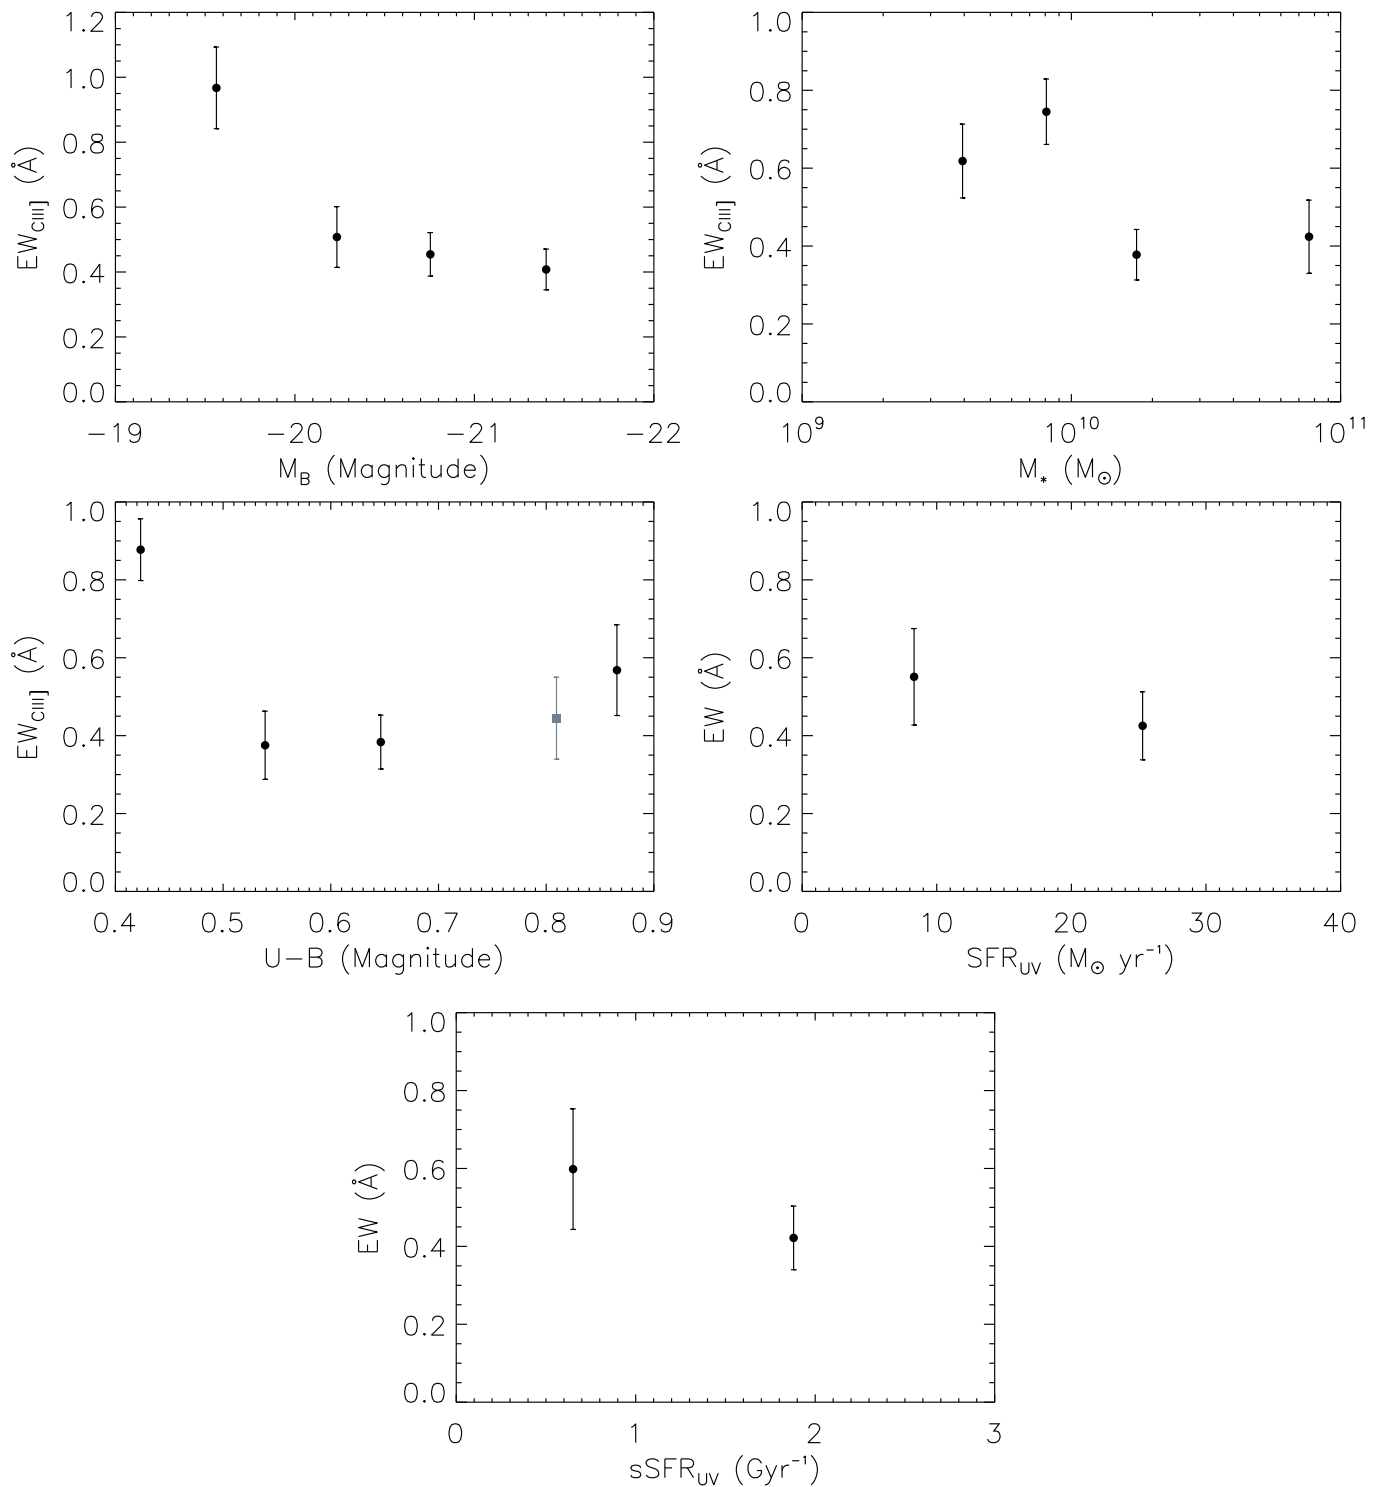 1.2
1.0
0.8
0.6
0.4
0.2
0.0
EW_CIII] (Å)
−19 −20 −21 −22
M_B (Magnitude)
1.0
0.8
0.6
0.4
0.2
0.0
EW_CIII] (Å)
10^9 10^10 10^11
M_* (M_⊙)
1.0
0.8
0.6
0.4
0.2
0.0
EW_CIII] (Å)
0.4 0.5 0.6 0.7 0.8 0.9
U−B (Magnitude)
1.0
0.8
0.6
0.4
0.2
0.0
EW (Å)
0 10 20 30 40
SFR_UV (M_⊙ yr^−1)
1.0
0.8
0.6
0.4
0.2
0.0
EW (Å)
0 1 2 3
sSFR_UV (Gyr^−1)